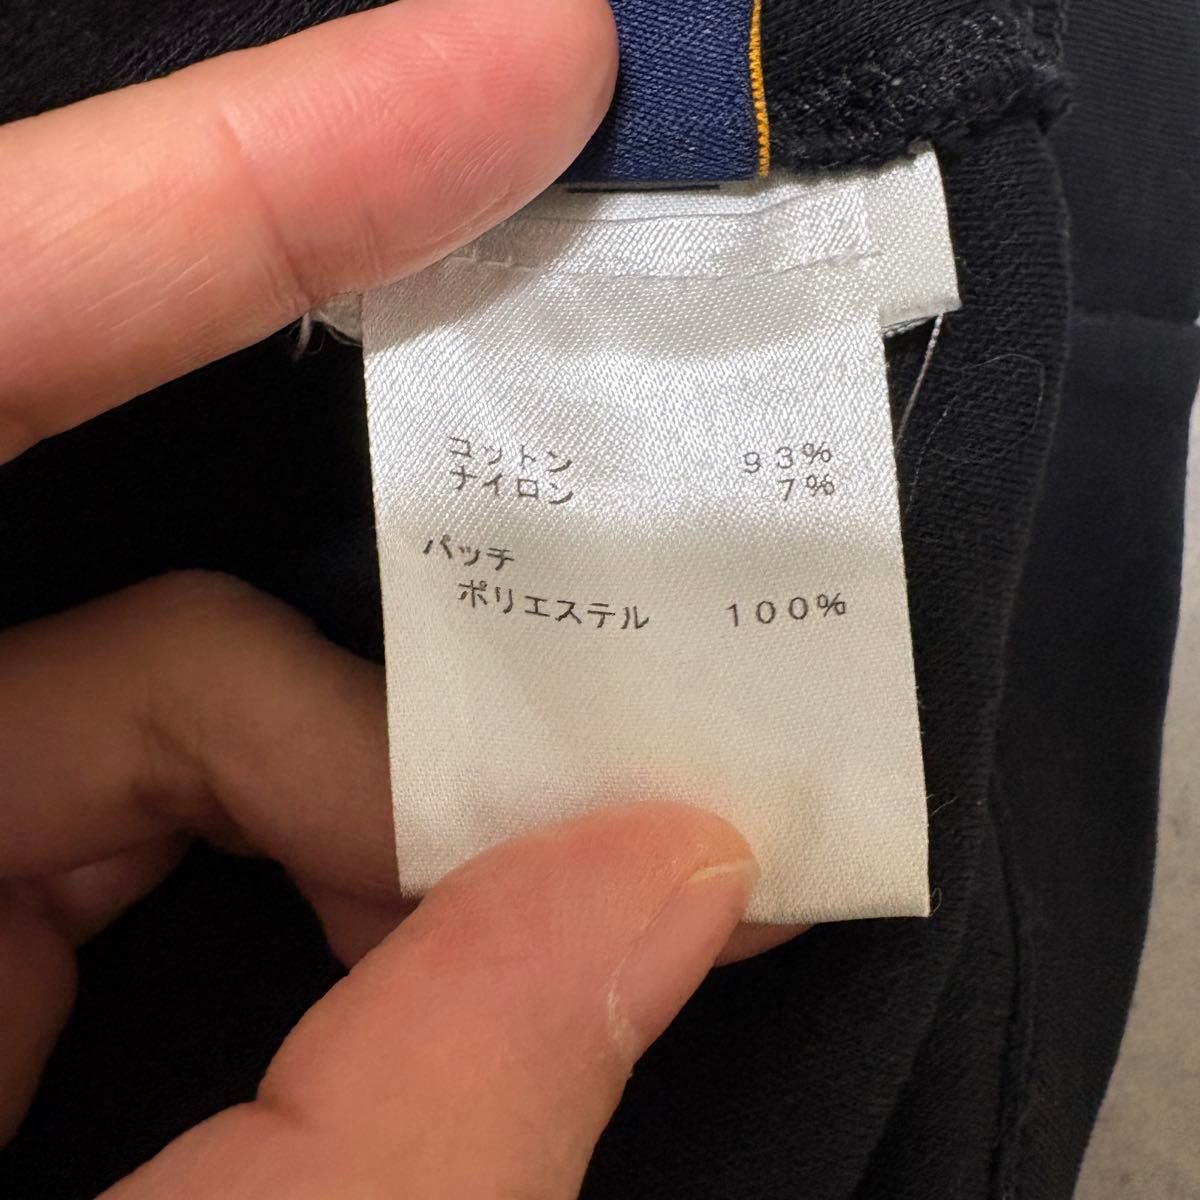 コットン 93%
ナイロン 7%
パッチ
ポリエステル 100%